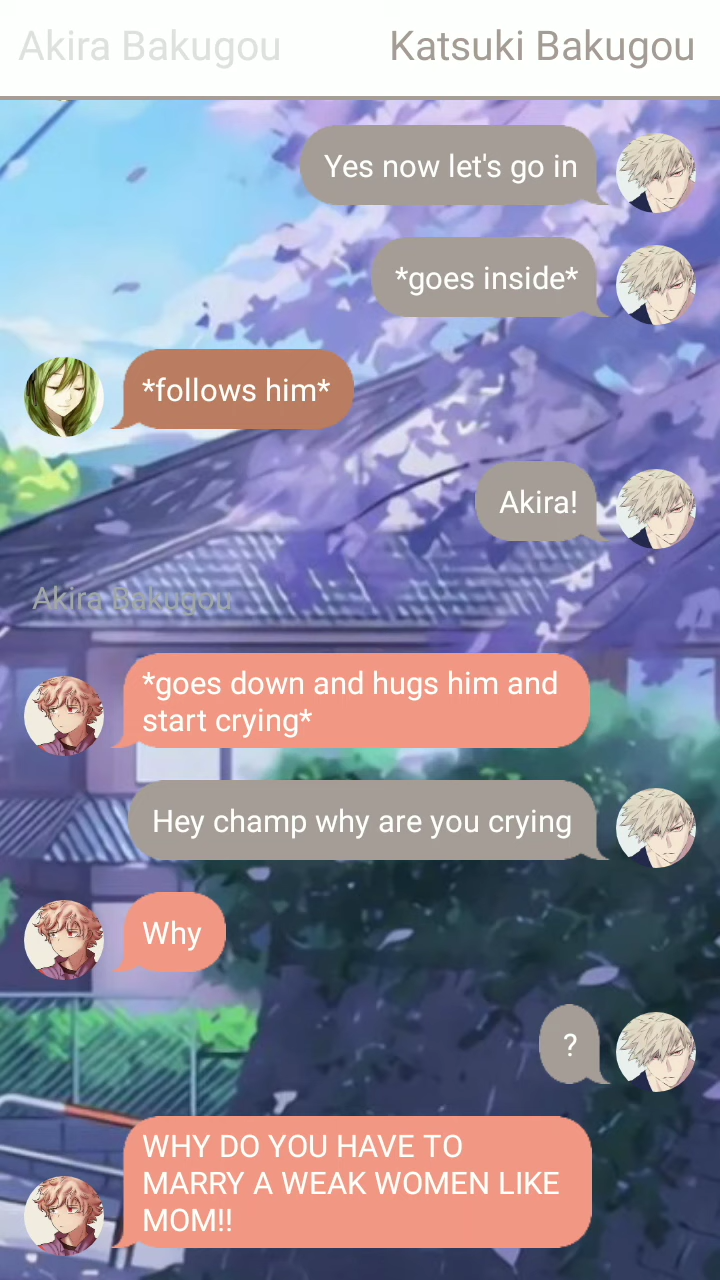 Akira Bakugou
Katsuki Bakugou
Yes now let's go in
*goes inside*
*follows him*
Akira!
Akira Bakugou
*goes down and hugs him and
start crying*
Hey champ why are you crying
Why
?
WHY DO YOU HAVE TO
MARRY A WEAK WOMEN LIKE
MOM!!